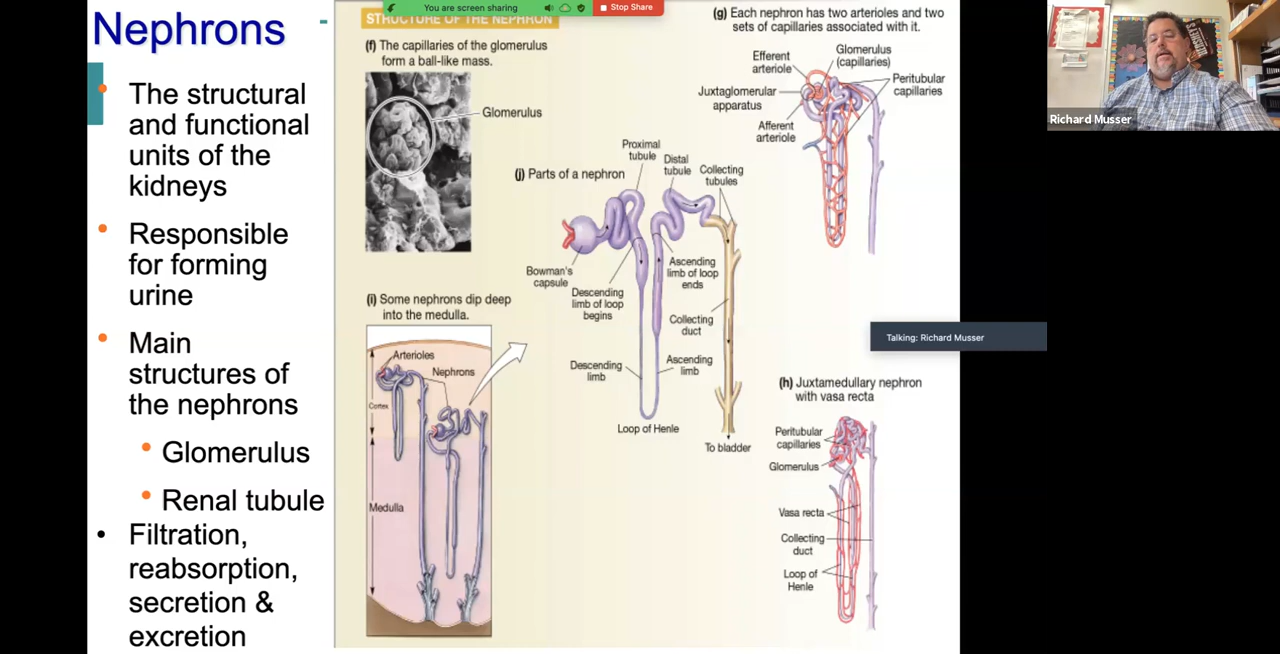 Nephrons
The structural
and functional
units of the
kidneys
Responsible
for forming
urine
Main
structures of
the nephrons
Glomerulus
Renal tubule
Filtration,
reabsorption,
secretion &
excretion
You are screen sharing
Stop Share
STRUCTURE OF THE NEPHRON
(f) The capillaries of the glomerulus
form a ball-like mass.
Glomerulus
(g) Each nephron has two arterioles and two
sets of capillaries associated with it.
Efferent
arteriole
Glomerulus
(capillaries)
Peritubular
capillaries
Juxtaglomerular
apparatus
Afferent
arteriole
(j) Parts of a nephron
Proximal
tubule
Distal
tubule
Collecting
tubules
Bowman's
capsule
Descending
limb of loop
begins
Ascending
limb of loop
ends
Collecting
duct
Descending
limb
Ascending
limb
Loop of Henle
To bladder
(i) Some nephrons dip deep
into the medulla.
Arterioles
Nephrons
Cortex
Medulla
(h) Juxtamedullary nephron
with vasa recta
Peritubular
capillaries
Glomerulus
Vasa recta
Collecting
duct
Loop of
Henle
Richard Musser
Talking: Richard Musser